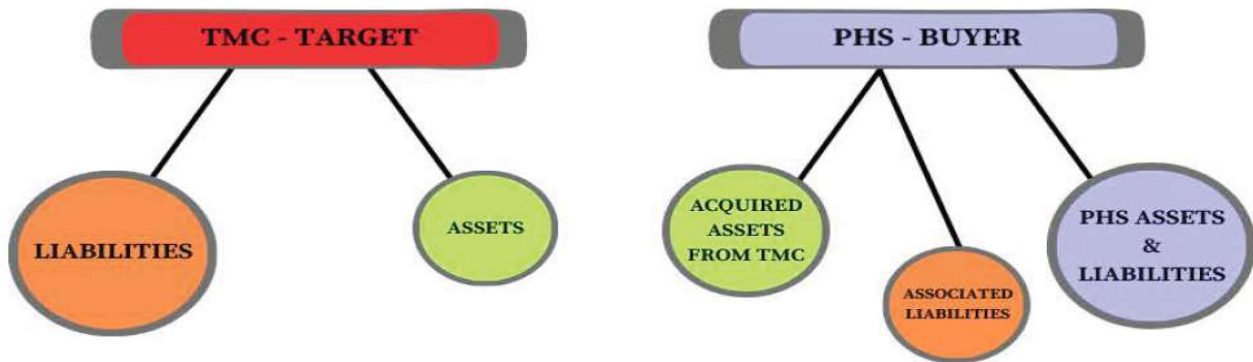 TMC - TARGET
LIABILITIES
ASSETS
PHS - BUYER
ACQUIRED
ASSETS
FROM TMC
ASSOCIATED
LIABILITIES
PHS ASSETS
&
LIABILITIES